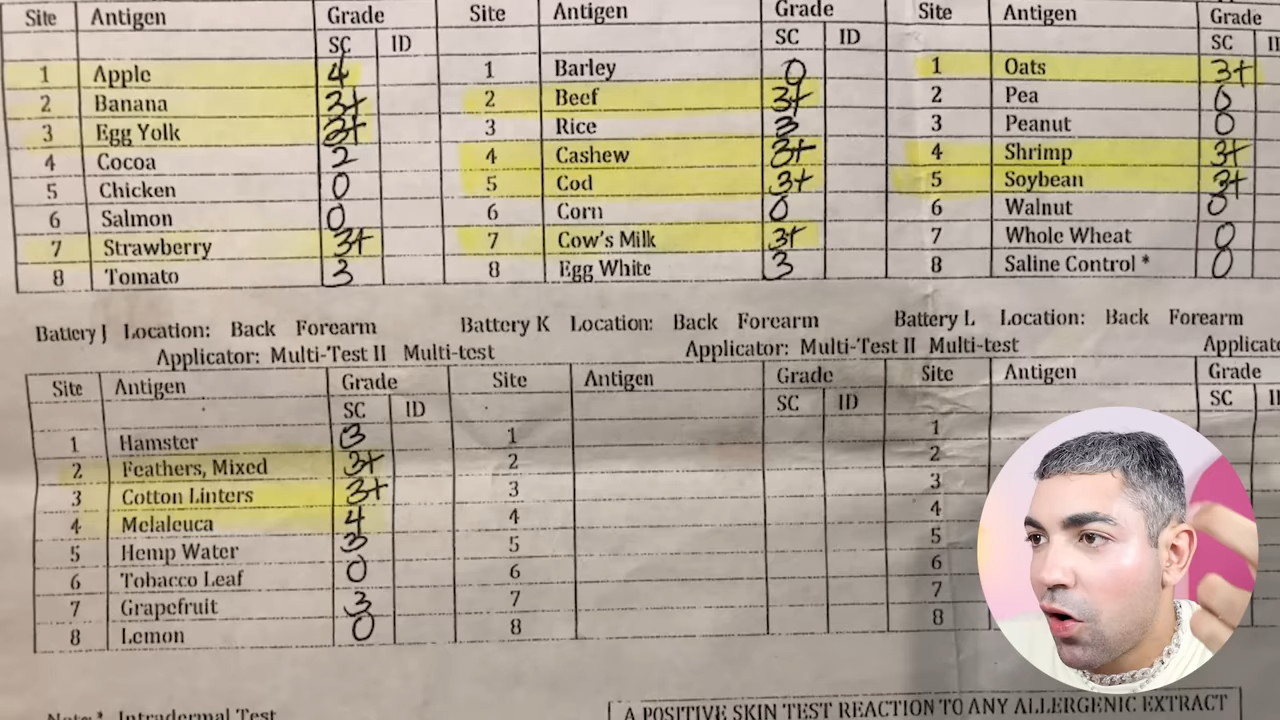 Site Antigen Grade Site Antigen Grade Site Antigen Grade
SC ID SC ID SC
1 Apple 4 1 Barley 0 1 Oats 3+
2 Banana 3+ 2 Beef 3+ 2 Pea 0
3 Egg Yolk 3+ 3 Rice 3 3 Peanut 0
4 Cocoa 2 4 Cashew 3+ 4 Shrimp 3+
5 Chicken 0 5 Cod 3+ 5 Soybean 3+
6 Salmon 0 6 Corn 0 6 Walnut 0
7 Strawberry 3+ 7 Cow's Milk 3+ 7 Whole Wheat 0
8 Tomato 3 8 Egg White 3 8 Saline Control * 0
Battery J Location: Back Forearm Battery K Location: Back Forearm Battery L Location: Back Forearm
Applicator: Multi-Test II Multi-test Applicator: Multi-Test II Multi-test
Site Antigen Grade Site Antigen Grade Site Antigen Grade
SC ID SC ID SC
1 Hamster 3 1 1
2 Feathers, Mixed 3+ 2 2
3 Cotton Linters 3+ 3 3
4 Melaleuca 4 4 4
5 Hemp Water 3 5 5
6 Tobacco Leaf 0 6 6
7 Grapefruit 3 7 7
8 Lemon 0 8 8
Intradermal Test
A POSITIVE SKIN TEST REACTION TO ANY ALLERGENIC EXTRACT